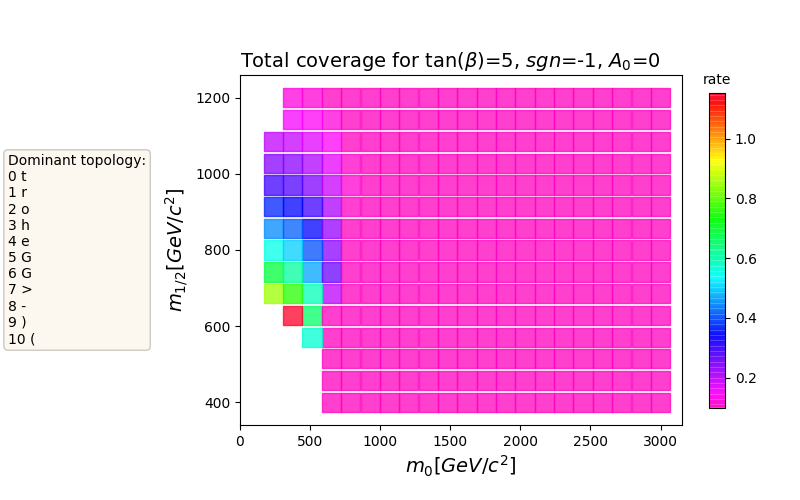 Total coverage for tan(β)=5, sgn=-1, A₀=0
rate
1200
1000
800
600
400
m₁/₂[GeV/c²]
0
500
1000
1500
2000
2500
3000
m₀[GeV/c²]
1.0
0.8
0.6
0.4
0.2
Dominant topology:
0 t
1 r
2 o
3 h
4 e
5 G
6 G
7 >
8 -
9 )
10 (